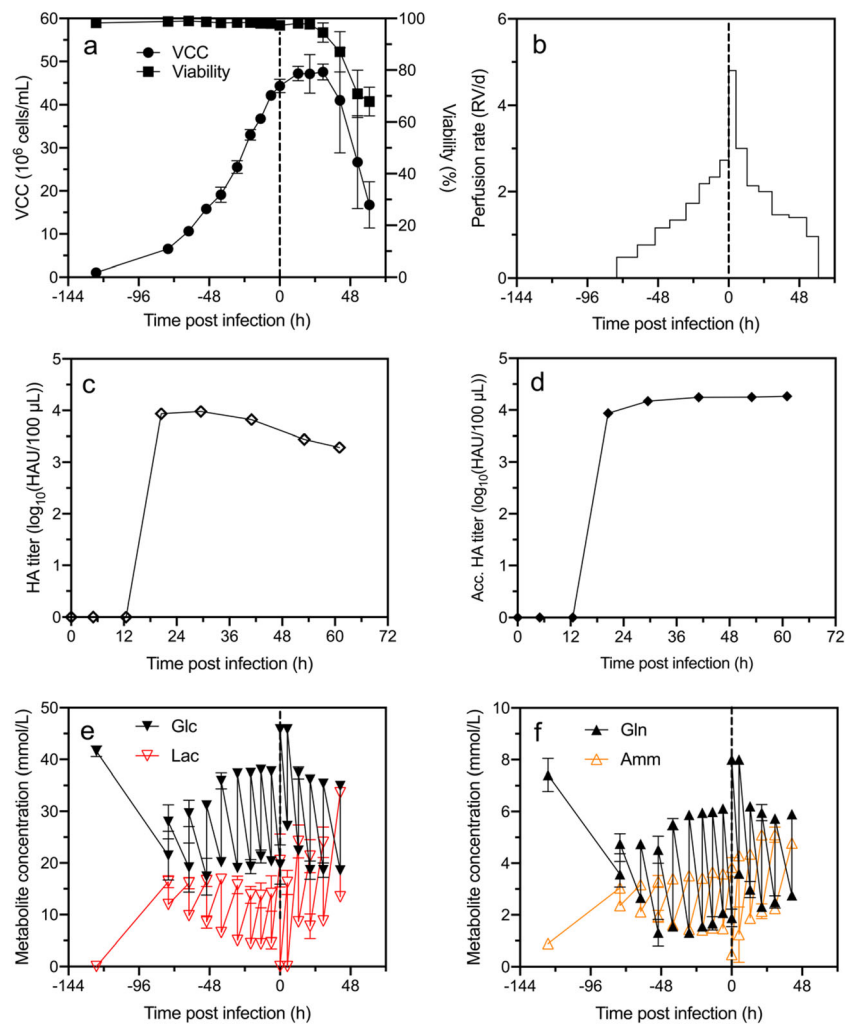 a
VCC
Viability
VCC (10⁶ cells/mL)
60
50
40
30
20
10
0
100
80
60
40
20
0
Viability (%)
-144 -96 -48 0 48
Time post infection (h)
b
Perfusion rate (RV/d)
6
4
2
0
-144 -96 -48 0 48
Time post infection (h)
c
HA titer (log₁₀(HAU/100 µL))
5
4
3
2
1
0
0 12 24 36 48 60 72
Time post infection (h)
d
Acc. HA titer (log₁₀(HAU/100 µL))
5
4
3
2
1
0
0 12 24 36 48 60 72
Time post infection (h)
e
Glc
Lac
Metabolite concentration (mmol/L)
50
40
30
20
10
0
-144 -96 -48 0 48
Time post infection (h)
f
Gln
Amm
Metabolite concentration (mmol/L)
10
8
6
4
2
0
-144 -96 -48 0 48
Time post infection (h)